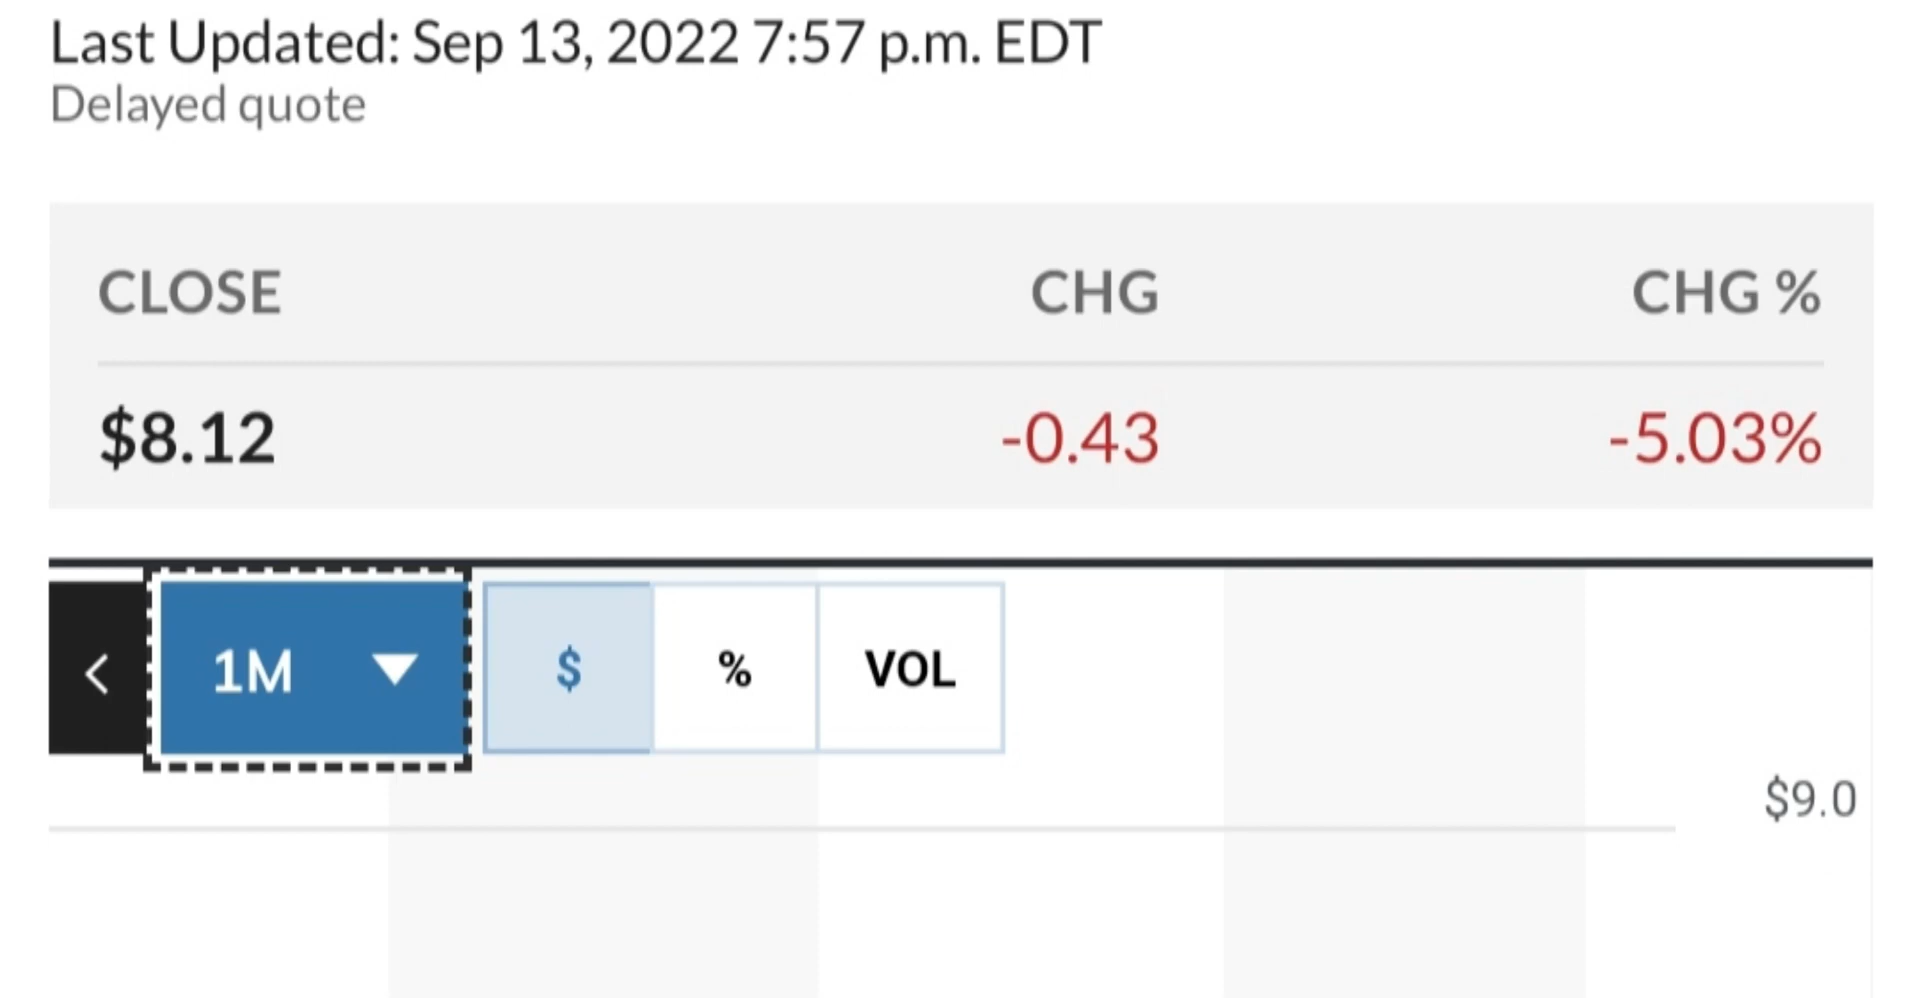 Last Updated: Sep 13, 2022 7:57 p.m. EDT
Delayed quote
CLOSE CHG CHG %
$8.12 -0.43 -5.03%
< 1M ▼ $ % VOL
$9.0